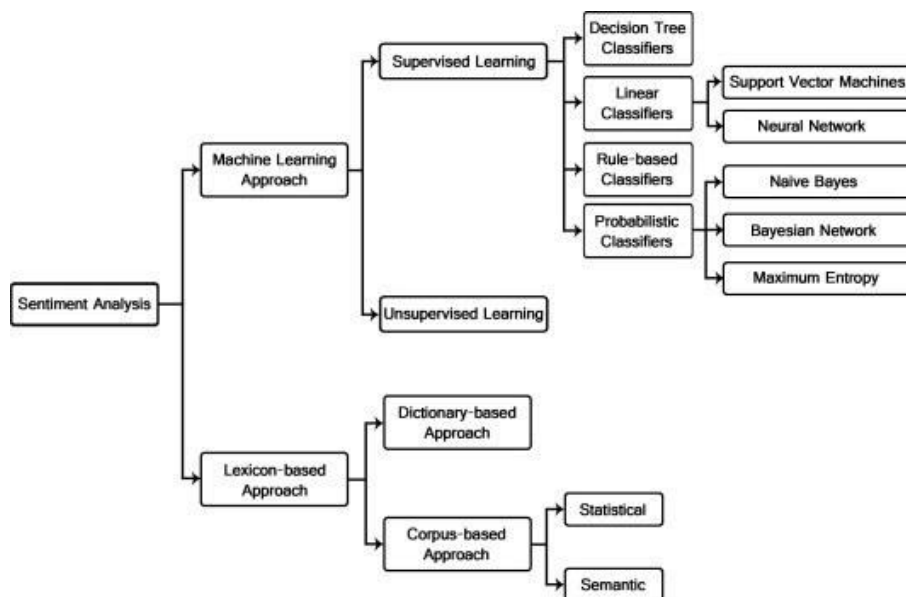 Decision Tree
Classifiers
Supervised Learning
Linear
Classifiers
Support Vector Machines
Neural Network
Machine Learning
Approach
Rule-based
Classifiers
Naive Bayes
Probabilistic
Classifiers
Bayesian Network
Maximum Entropy
Sentiment Analysis
Unsupervised Learning
Dictionary-based
Approach
Lexicon-based
Approach
Statistical
Corpus-based
Approach
Semantic